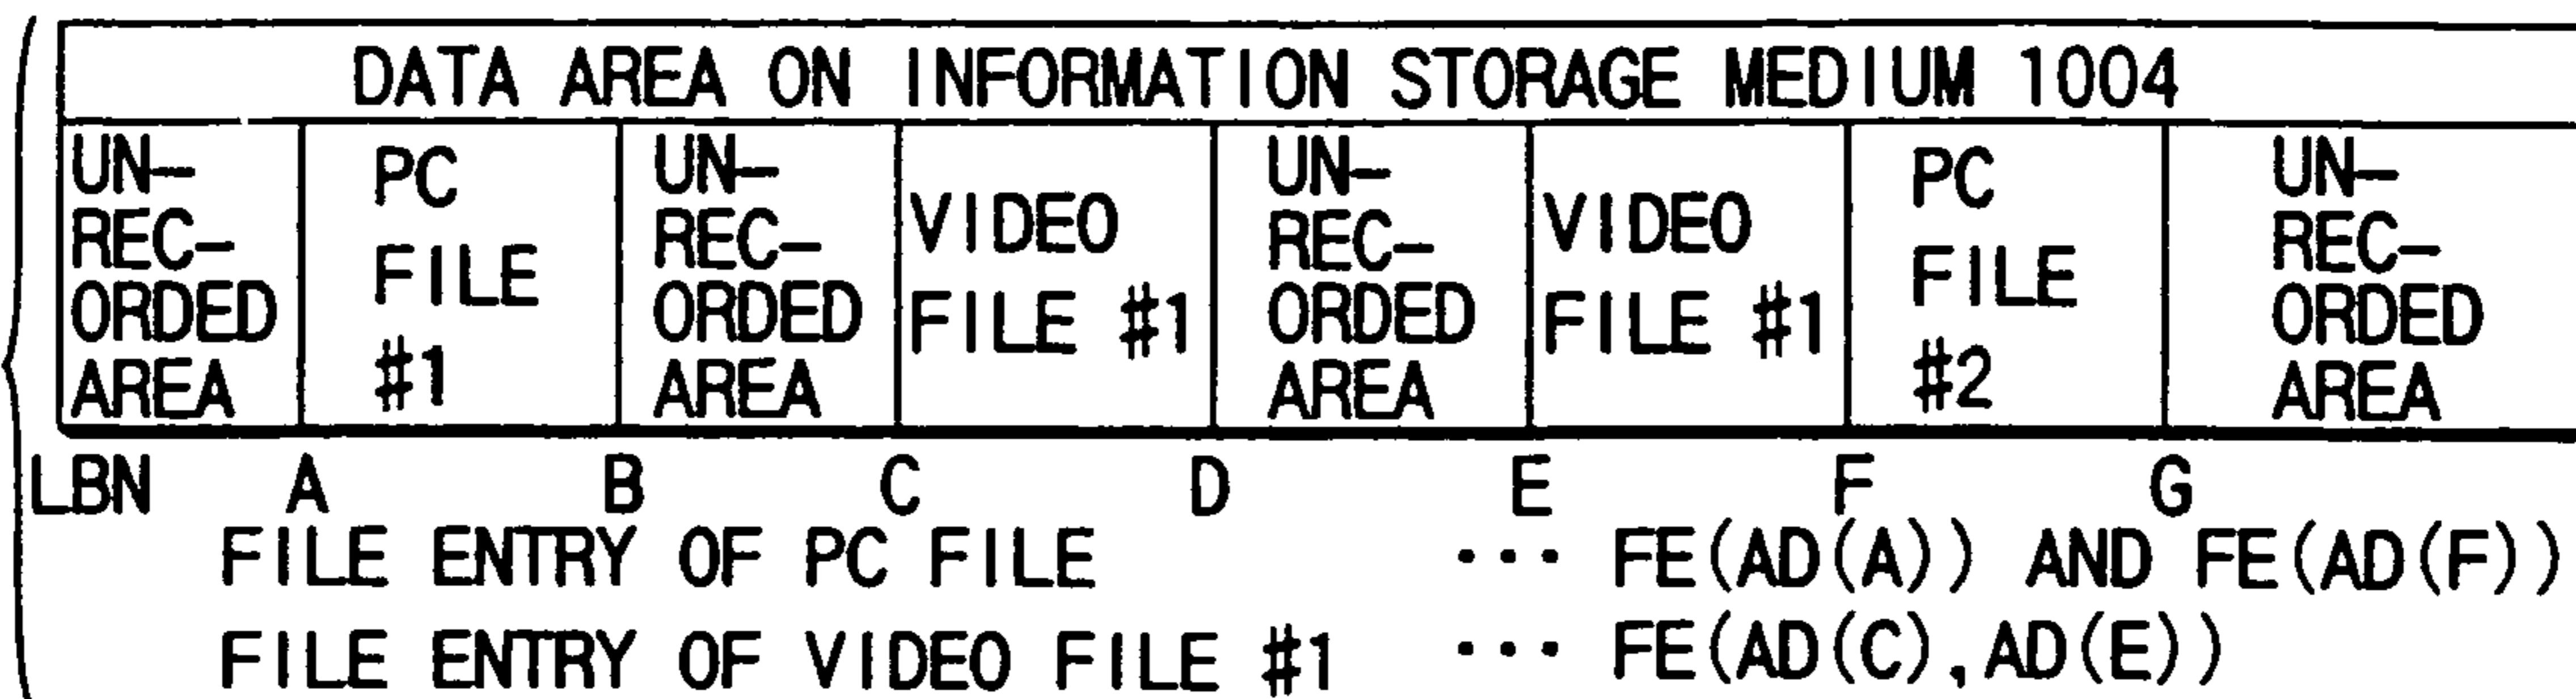 DATA AREA ON INFORMATION STORAGE MEDIUM 1004
UN-
REC-
ORDED
AREA
PC
FILE
#1
UN-
REC-
ORDED
AREA
VIDEO
FILE #1
UN-
REC-
ORDED
AREA
VIDEO
FILE #1
PC
FILE
#2
UN-
REC-
ORDED
AREA
LBN A B C D E F G
FILE ENTRY OF PC FILE ··· FE(AD(A)) AND FE(AD(F))
FILE ENTRY OF VIDEO FILE #1 ··· FE(AD(C),AD(E))